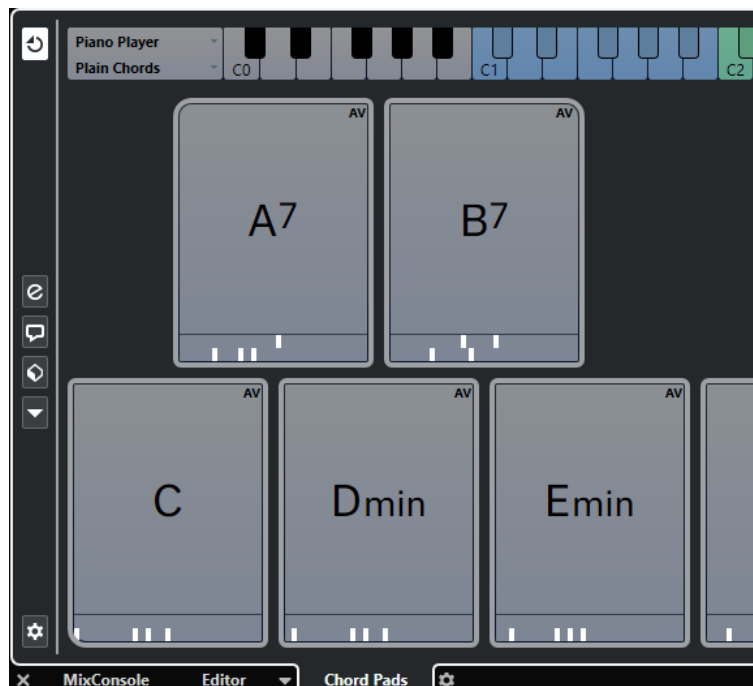 Piano Player
Plain Chords
C0 C1 C2
AV AV
A7 B7
AV AV AV
C Dmin Emin
MixConsole Editor Chord Pads